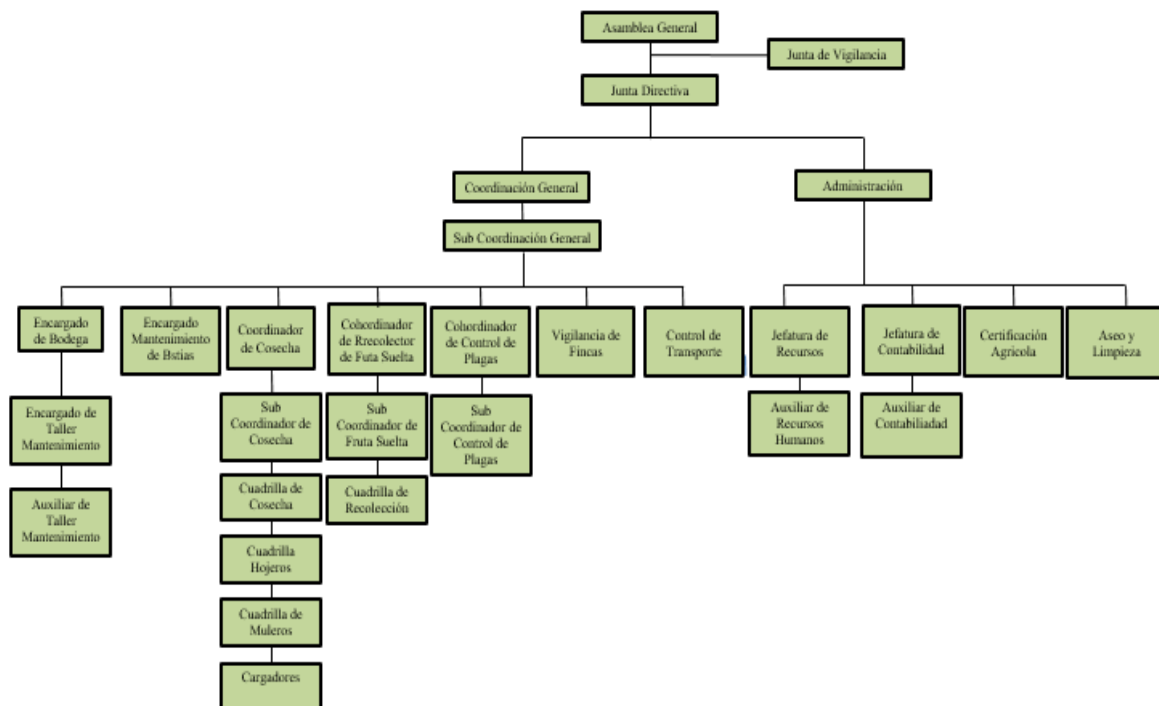 Asamblea General
Junta de Vigilancia
Junta Directiva
Coordinación General
Administración
Sub Coordinación General
Encargado
de Bodega
Encargado
Mantenimiento
de Bstias
Coordinador
de Cosecha
Cohordinador
de Rrecolector
de Futa Suelta
Cohordinador
de Control de
Plagas
Vigilancia de
Fincas
Control de
Transporte
Jefatura de
Recursos
Jefatura de
Contabilidad
Certificación
Agricola
Aseo y
Limpieza
Encargado de
Taller
Mantenimiento
Sub
Coordinador de
Cosecha
Sub
Coordinador de
Fruta Suelta
Sub
Coordinador de
Control de
Plagas
Auxiliar de
Recursos
Humanos
Auxiliar de
Contabiliadad
Auxiliar de
Taller
Mantenimiento
Cuadrilla de
Cosecha
Cuadrilla de
Recolección
Cuadrilla
Hojeros
Cuadrilla de
Muleros
Cargadores